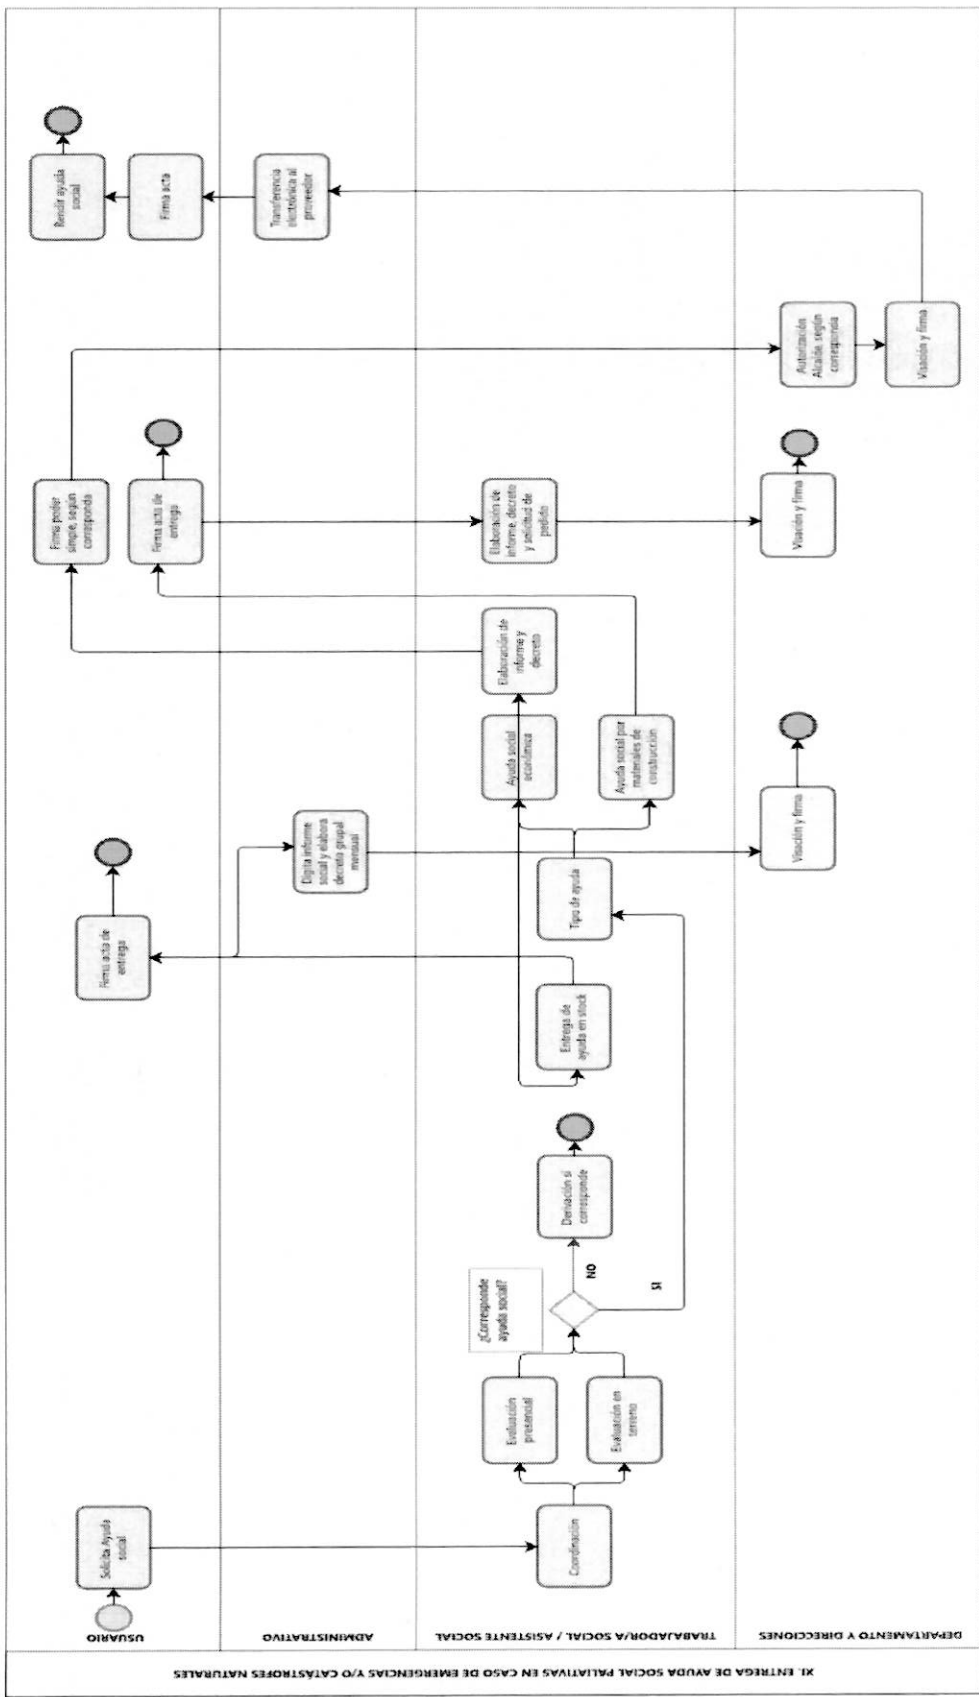 XI. ENTREGA DE AYUDA SOCIAL PALIATIVAS EN CASO DE EMERGENCIAS Y/O CATÁSTROFES NATURALES
USUARIO
Solicita Ayuda
social
Firma acta de
entrega
Firma poder
simple, según
corresponda
Firma acta de
entrega
Rendir ayuda
social
Firma acta
ADMINISTRATIVO
Digita informe
social y elabora
decreto grupal
mensual
Transferencia
electrónica al
proveedor
TRABAJADOR/A SOCIAL / ASISTENTE SOCIAL
Coordinación
Evaluación
presencial
Evaluación en
terreno
¿Corresponde
ayuda social?
NO
SI
Derivación si
corresponde
Entrega de
ayuda en stock
Tipo de ayuda
Ayuda social
económica
Ayuda social por
materiales de
construcción
Elaboración de
informe y
decreto
Elaboración de
informe, decreto
y solicitud de
pedido
DEPARTAMENTO Y DIRECCIONES
Visación y firma
Visación y firma
Autorización
Alcalde, según
corresponda
Visación y firma